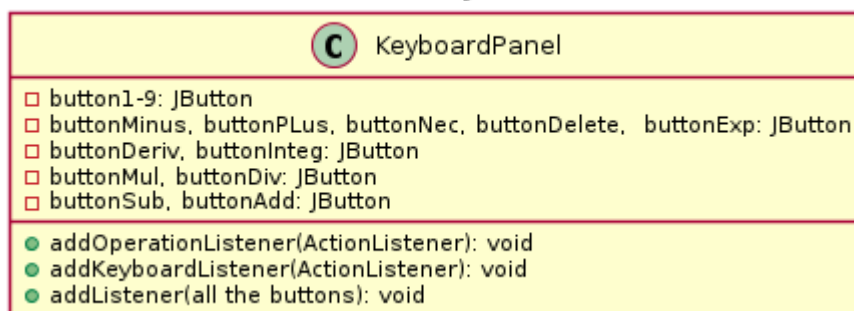 C KeyboardPanel
button1-9: JButton
buttonMinus, buttonPLus, buttonNec, buttonDelete, buttonExp: JButton
buttonDeriv, buttonInteg: JButton
buttonMul, buttonDiv: JButton
buttonSub, buttonAdd: JButton
addOperationListener(ActionListener): void
addKeyboardListener(ActionListener): void
addListener(all the buttons): void